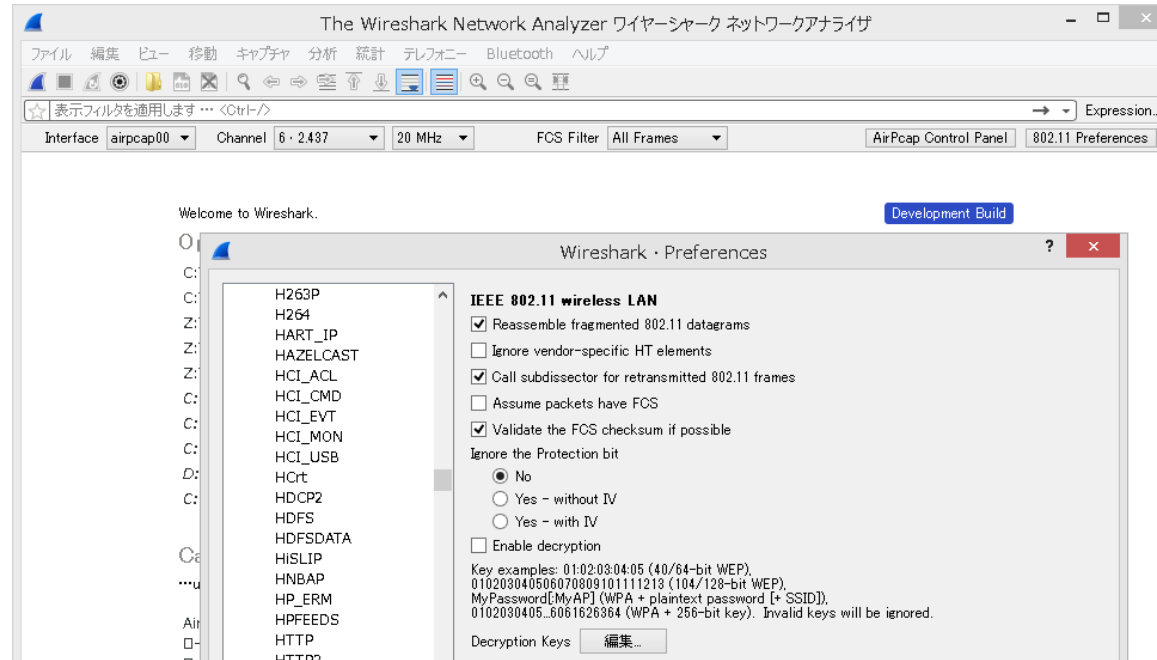 The Wireshark Network Analyzer ワイヤーシャーク ネットワークアナライザ
ファイル 編集 ビュー 移動 キャプチャ 分析 統計 テレフォニー Bluetooth ヘルプ
表示フィルタを適用します … <Ctrl-/> Expression...
Interface airpcap00 Channel 6 · 2.437 20 MHz FCS Filter All Frames AirPcap Control Panel 802.11 Preferences
Welcome to Wireshark. Development Build
Wireshark · Preferences ?
C:
C:
Z:
Z:
Z:
C:
C:
C:
D:
C:
H263P
H264
HART_IP
HAZELCAST
HCI_ACL
HCI_CMD
HCI_EVT
HCI_MON
HCI_USB
HCrt
HDCP2
HDFS
HDFSDATA
HiSLIP
HNBAP
HP_ERM
HPFEEDS
HTTP
HTTP2
IEEE 802.11 wireless LAN
Reassemble fragmented 802.11 datagrams
Ignore vendor-specific HT elements
Call subdissector for retransmitted 802.11 frames
Assume packets have FCS
Validate the FCS checksum if possible
Ignore the Protection bit
No
Yes - without IV
Yes - with IV
Enable decryption
Key examples: 01:02:03:04:05 (40/64-bit WEP),
010203040506070809101111213 (104/128-bit WEP),
MyPassword[:MyAP] (WPA + plaintext password [+ SSID]),
0102030405...6061626364 (WPA + 256-bit key). Invalid keys will be ignored.
Decryption Keys 編集...